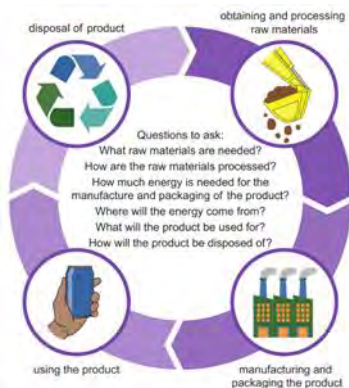 disposal of product
obtaining and processing
raw materials
Questions to ask:
What raw materials are needed?
How are the raw materials processed?
How much energy is needed for the
manufacture and packaging of the product?
Where will the energy come from?
What will the product be used for?
How will the product be disposed of?
using the product
manufacturing and
packaging the product